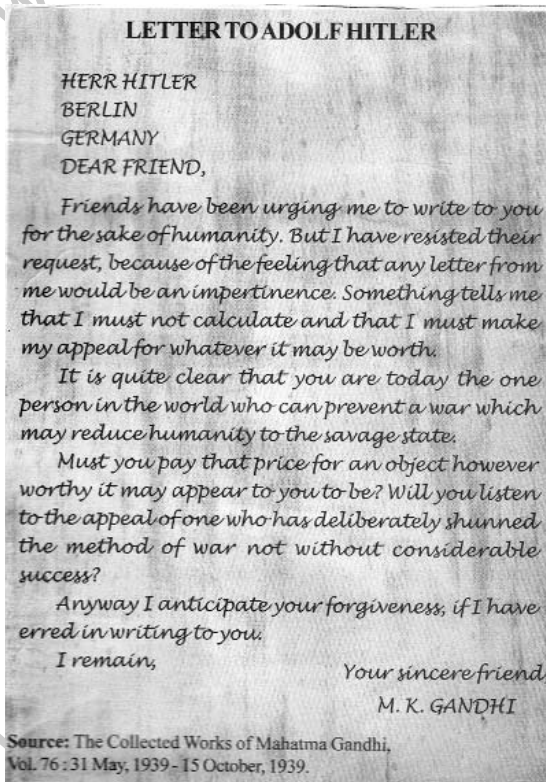 LETTER TO ADOLF HITLER
HERR HITLER
BERLIN
GERMANY
DEAR FRIEND,
Friends have been urging me to write to you
for the sake of humanity. But I have resisted their
request, because of the feeling that any letter from
me would be an impertinence. Something tells me
that I must not calculate and that I must make
my appeal for whatever it may be worth.
It is quite clear that you are today the one
person in the world who can prevent a war which
may reduce humanity to the savage state.
Must you pay that price for an object however
worthy it may appear to you to be? Will you listen
to the appeal of one who has deliberately shunned
the method of war not without considerable
success?
Anyway I anticipate your forgiveness, if I have
erred in writing to you.
I remain,
Your sincere friend
M. K. GANDHI
Source: The Collected Works of Mahatma Gandhi,
Vol. 76 : 31 May, 1939 - 15 October, 1939.